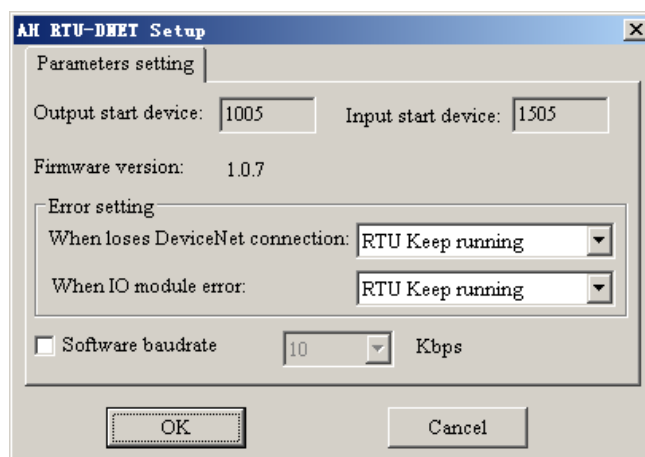 AH RTU-DNET Setup
Parameters setting
Output start device: 1005 Input start device: 1505
Firmware version: 1.0.7
Error setting
When loses DeviceNet connection: RTU Keep running
When IO module error: RTU Keep running
Software baudrate 10 Kbps
OK Cancel